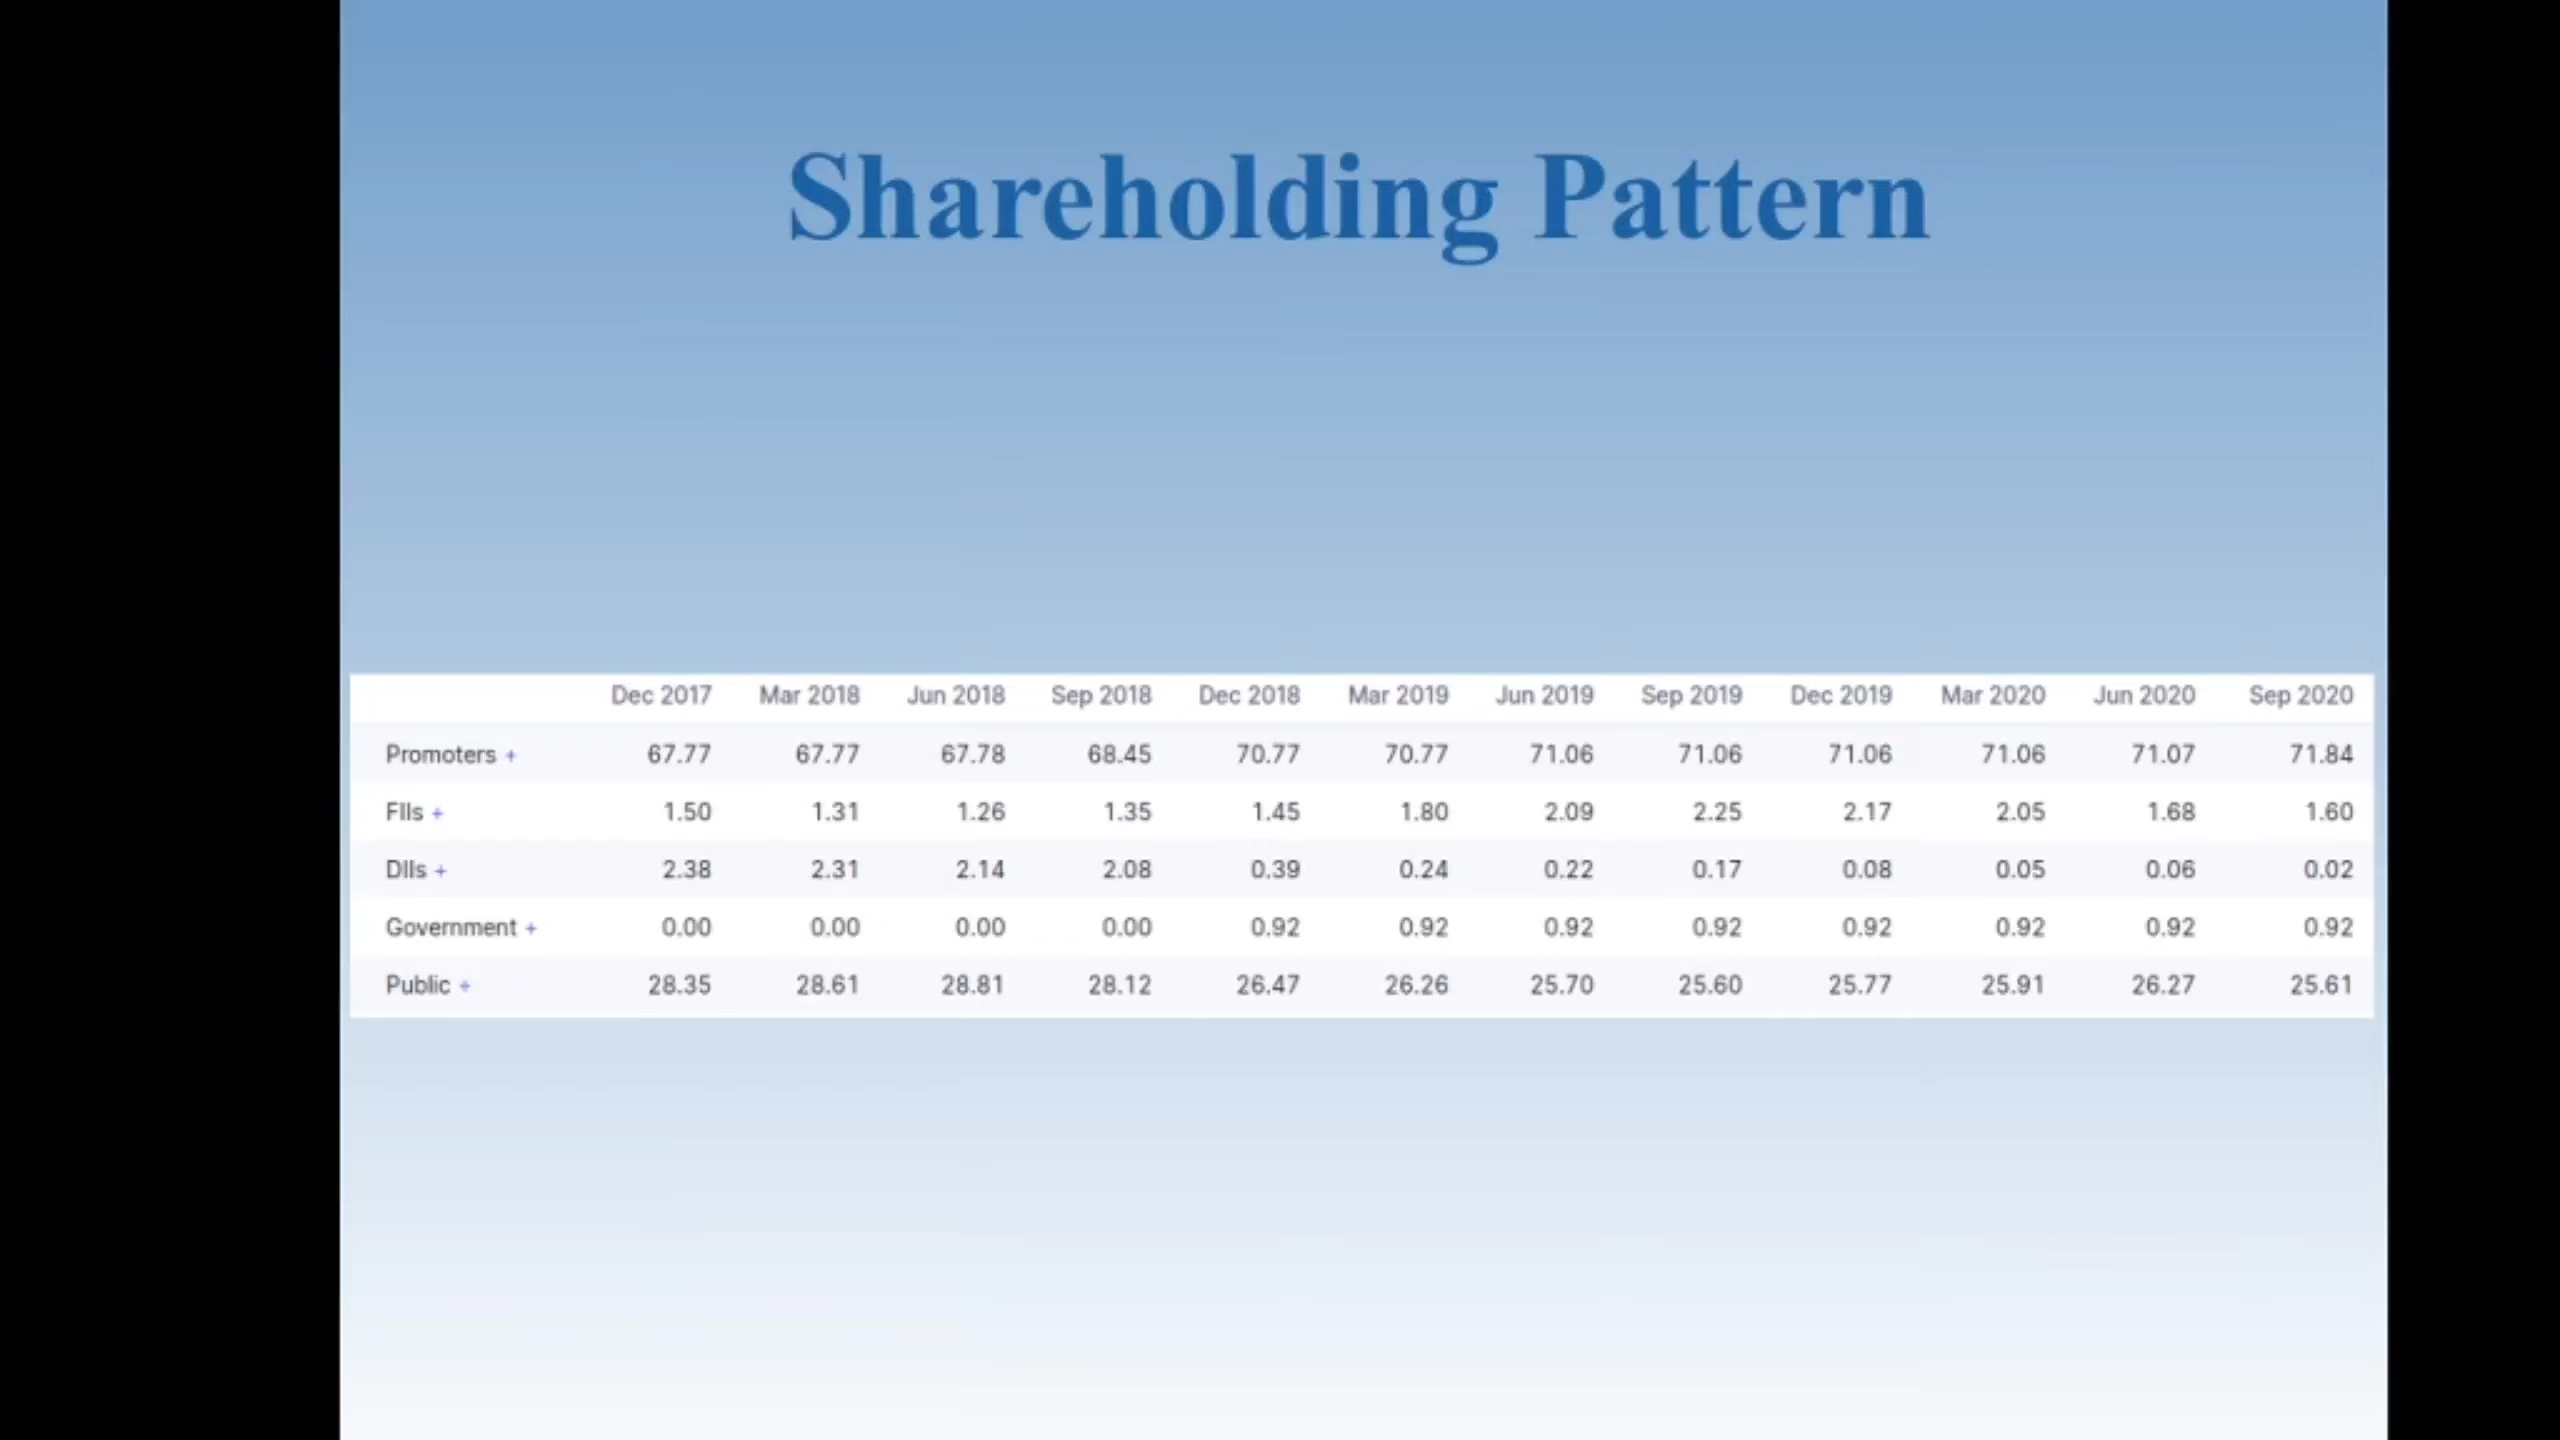 Shareholding Pattern
Dec 2017 Mar 2018 Jun 2018 Sep 2018 Dec 2018 Mar 2019 Jun 2019 Sep 2019 Dec 2019 Mar 2020 Jun 2020 Sep 2020
Promoters + 67.77 67.77 67.78 68.45 70.77 70.77 71.06 71.06 71.06 71.06 71.07 71.84
FIIs + 1.50 1.31 1.26 1.35 1.45 1.80 2.09 2.25 2.17 2.05 1.68 1.60
DIIs + 2.38 2.31 2.14 2.08 0.39 0.24 0.22 0.17 0.08 0.05 0.06 0.02
Government + 0.00 0.00 0.00 0.00 0.92 0.92 0.92 0.92 0.92 0.92 0.92 0.92
Public + 28.35 28.61 28.81 28.12 26.47 26.26 25.70 25.60 25.77 25.91 26.27 25.61